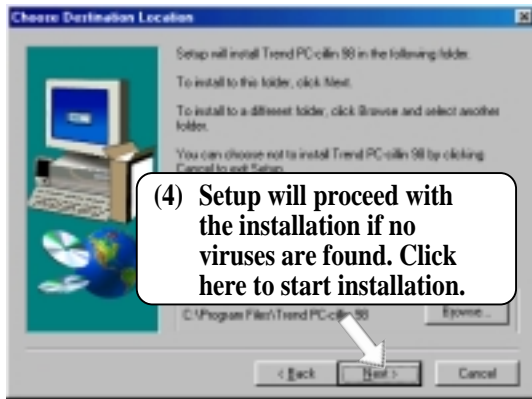 Choose Destination Location
Setup will install Trend PC-cillin 98 in the following folder.
To install to this folder, click Next.
To install to a different folder, click Browse and select another
folder.
You can choose not to install Trend PC-cillin 98 by clicking
Cancel to exit Setup.
(4) Setup will proceed with
the installation if no
viruses are found. Click
here to start installation.
C:\Program Files\Trend PC-cillin 98
Browse...
< Back
Next >
Cancel